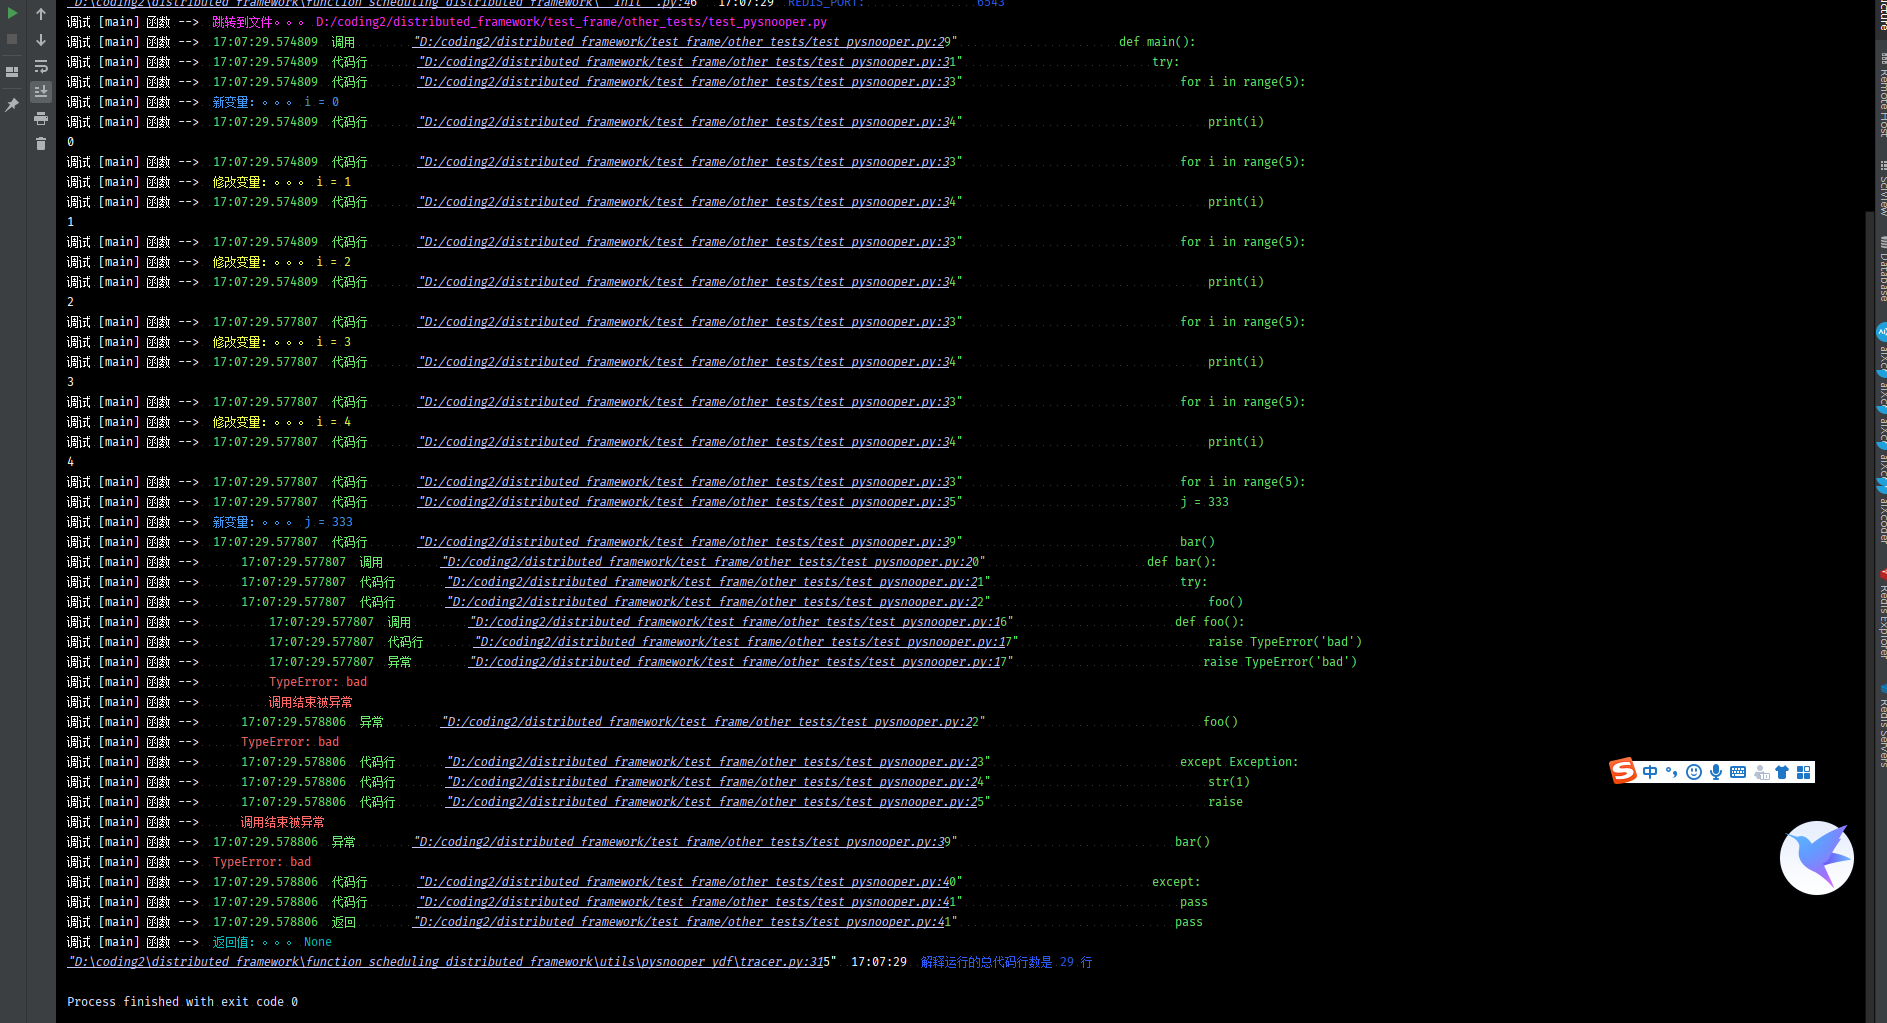 "D:\coding2\distributed_framework\function_scheduling_distributed_framework\__init__.py:46" 17:07:29 REDIS_PORT: 6543
调试 [main] 函数 --> 跳转到文件。。。 D:/coding2/distributed_framework/test_frame/other_tests/test_pysnooper.py
调试 [main] 函数 --> 17:07:29.574809 调用 "D:/coding2/distributed_framework/test_frame/other_tests/test_pysnooper.py:29" def main():
调试 [main] 函数 --> 17:07:29.574809 代码行 "D:/coding2/distributed_framework/test_frame/other_tests/test_pysnooper.py:31" try:
调试 [main] 函数 --> 17:07:29.574809 代码行 "D:/coding2/distributed_framework/test_frame/other_tests/test_pysnooper.py:33" for i in range(5):
调试 [main] 函数 --> 新变量: 。。。 i = 0
调试 [main] 函数 --> 17:07:29.574809 代码行 "D:/coding2/distributed_framework/test_frame/other_tests/test_pysnooper.py:34" print(i)
0
调试 [main] 函数 --> 17:07:29.574809 代码行 "D:/coding2/distributed_framework/test_frame/other_tests/test_pysnooper.py:33" for i in range(5):
调试 [main] 函数 --> 修改变量: 。。。 i = 1
调试 [main] 函数 --> 17:07:29.574809 代码行 "D:/coding2/distributed_framework/test_frame/other_tests/test_pysnooper.py:34" print(i)
1
调试 [main] 函数 --> 17:07:29.574809 代码行 "D:/coding2/distributed_framework/test_frame/other_tests/test_pysnooper.py:33" for i in range(5):
调试 [main] 函数 --> 修改变量: 。。。 i = 2
调试 [main] 函数 --> 17:07:29.574809 代码行 "D:/coding2/distributed_framework/test_frame/other_tests/test_pysnooper.py:34" print(i)
2
调试 [main] 函数 --> 17:07:29.577807 代码行 "D:/coding2/distributed_framework/test_frame/other_tests/test_pysnooper.py:33" for i in range(5):
调试 [main] 函数 --> 修改变量: 。。。 i = 3
调试 [main] 函数 --> 17:07:29.577807 代码行 "D:/coding2/distributed_framework/test_frame/other_tests/test_pysnooper.py:34" print(i)
3
调试 [main] 函数 --> 17:07:29.577807 代码行 "D:/coding2/distributed_framework/test_frame/other_tests/test_pysnooper.py:33" for i in range(5):
调试 [main] 函数 --> 修改变量: 。。。 i = 4
调试 [main] 函数 --> 17:07:29.577807 代码行 "D:/coding2/distributed_framework/test_frame/other_tests/test_pysnooper.py:34" print(i)
4
调试 [main] 函数 --> 17:07:29.577807 代码行 "D:/coding2/distributed_framework/test_frame/other_tests/test_pysnooper.py:33" for i in range(5):
调试 [main] 函数 --> 17:07:29.577807 代码行 "D:/coding2/distributed_framework/test_frame/other_tests/test_pysnooper.py:35" j = 333
调试 [main] 函数 --> 新变量: 。。。 j = 333
调试 [main] 函数 --> 17:07:29.577807 代码行 "D:/coding2/distributed_framework/test_frame/other_tests/test_pysnooper.py:39" bar()
调试 [main] 函数 --> 17:07:29.577807 调用 "D:/coding2/distributed_framework/test_frame/other_tests/test_pysnooper.py:20" def bar():
调试 [main] 函数 --> 17:07:29.577807 代码行 "D:/coding2/distributed_framework/test_frame/other_tests/test_pysnooper.py:21" try:
调试 [main] 函数 --> 17:07:29.577807 代码行 "D:/coding2/distributed_framework/test_frame/other_tests/test_pysnooper.py:22" foo()
调试 [main] 函数 --> 17:07:29.577807 调用 "D:/coding2/distributed_framework/test_frame/other_tests/test_pysnooper.py:16" def foo():
调试 [main] 函数 --> 17:07:29.577807 代码行 "D:/coding2/distributed_framework/test_frame/other_tests/test_pysnooper.py:17" raise TypeError('bad')
调试 [main] 函数 --> 17:07:29.577807 异常 "D:/coding2/distributed_framework/test_frame/other_tests/test_pysnooper.py:17" raise TypeError('bad')
调试 [main] 函数 --> TypeError: bad
调试 [main] 函数 --> 调用结束被异常
调试 [main] 函数 --> 17:07:29.578806 异常 "D:/coding2/distributed_framework/test_frame/other_tests/test_pysnooper.py:22" foo()
调试 [main] 函数 --> TypeError: bad
调试 [main] 函数 --> 17:07:29.578806 代码行 "D:/coding2/distributed_framework/test_frame/other_tests/test_pysnooper.py:23" except Exception:
调试 [main] 函数 --> 17:07:29.578806 代码行 "D:/coding2/distributed_framework/test_frame/other_tests/test_pysnooper.py:24" str(1)
调试 [main] 函数 --> 17:07:29.578806 代码行 "D:/coding2/distributed_framework/test_frame/other_tests/test_pysnooper.py:25" raise
调试 [main] 函数 --> 调用结束被异常
调试 [main] 函数 --> 17:07:29.578806 异常 "D:/coding2/distributed_framework/test_frame/other_tests/test_pysnooper.py:39" bar()
调试 [main] 函数 --> TypeError: bad
调试 [main] 函数 --> 17:07:29.578806 代码行 "D:/coding2/distributed_framework/test_frame/other_tests/test_pysnooper.py:40" except:
调试 [main] 函数 --> 17:07:29.578806 代码行 "D:/coding2/distributed_framework/test_frame/other_tests/test_pysnooper.py:41" pass
调试 [main] 函数 --> 17:07:29.578806 返回 "D:/coding2/distributed_framework/test_frame/other_tests/test_pysnooper.py:41" pass
调试 [main] 函数 --> 返回值: 。。。 None
"D:\coding2\distributed_framework\function_scheduling_distributed_framework\utils\pysnooper_ydf\tracer.py:315" 17:07:29 解释运行的总代码行数是 29 行
Process finished with exit code 0
Remote Host
SciView
Database
aiXcoder
Redis Explorer
Redis Servers
中